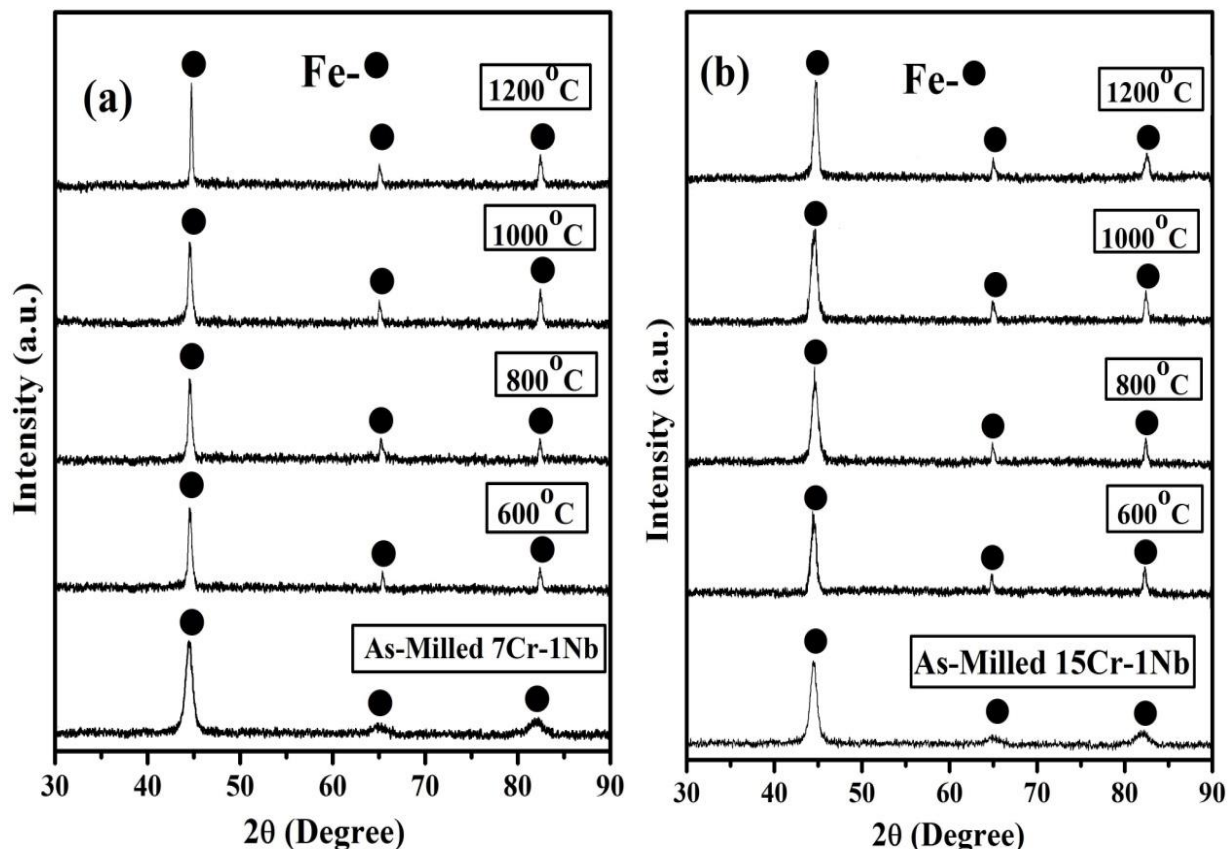 (a)
Fe-
1200°C
1000°C
800°C
600°C
As-Milled 7Cr-1Nb
Intensity (a.u.)
30 40 50 60 70 80 90
2θ (Degree)
(b)
Fe-
1200°C
1000°C
800°C
600°C
As-Milled 15Cr-1Nb
Intensity (a.u.)
30 40 50 60 70 80 90
2θ (Degree)